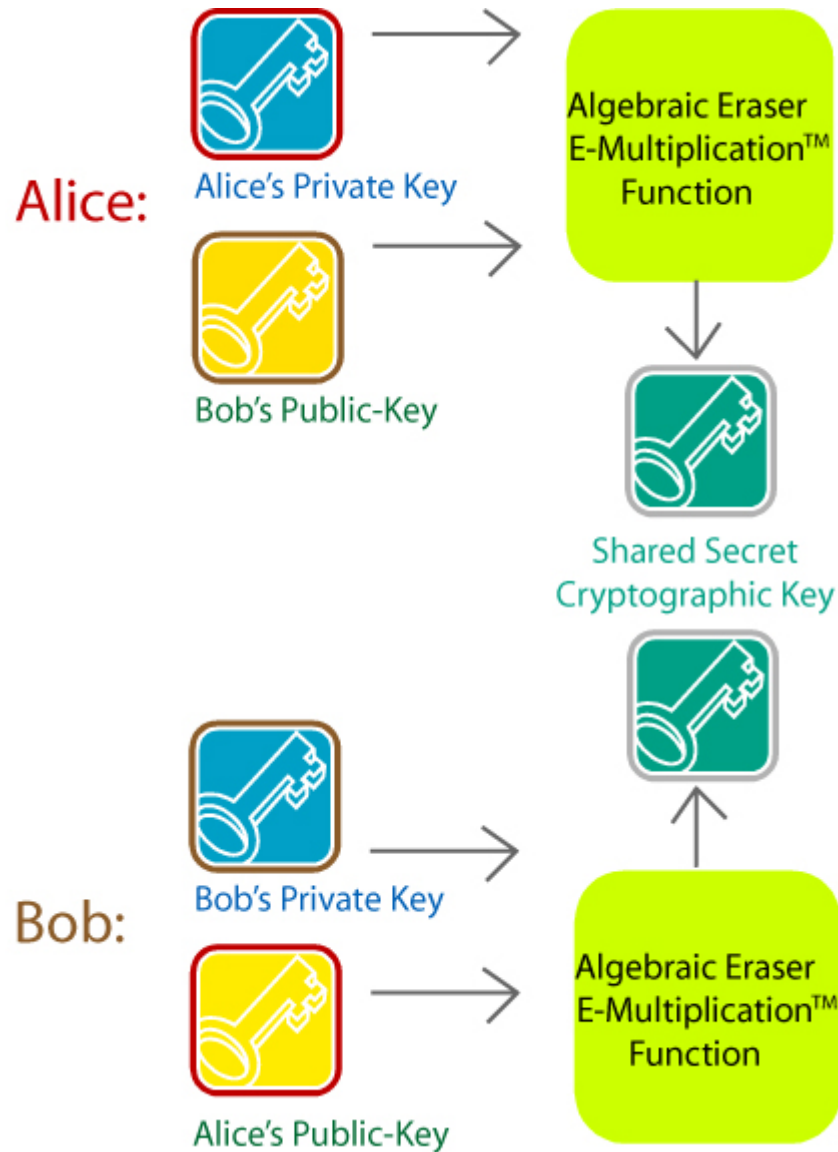 Alice:
Alice's Private Key
Bob's Public-Key
Algebraic Eraser
E-Multiplication™
Function
Shared Secret
Cryptographic Key
Bob:
Bob's Private Key
Alice's Public-Key
Algebraic Eraser
E-Multiplication™
Function